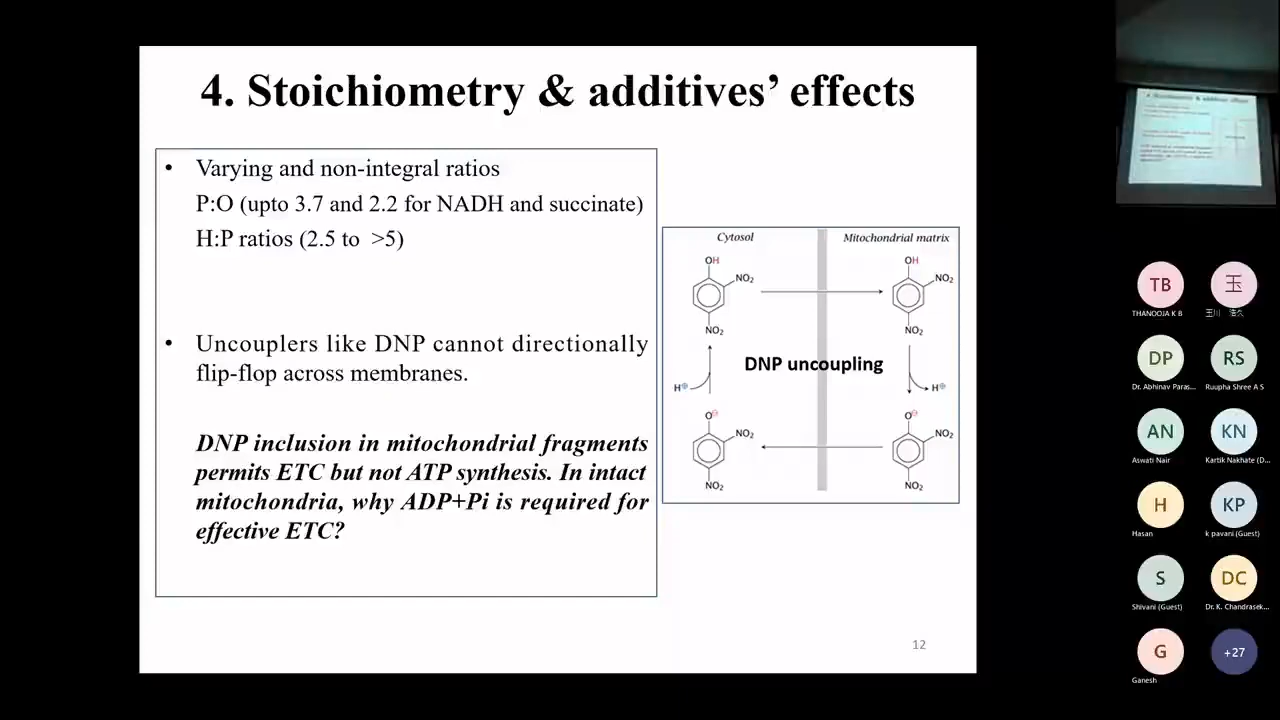 4. Stoichiometry & additives’ effects
• Varying and non-integral ratios
P:O (upto 3.7 and 2.2 for NADH and succinate)
H:P ratios (2.5 to >5)
• Uncouplers like DNP cannot directionally
flip-flop across membranes.
DNP inclusion in mitochondrial fragments
permits ETC but not ATP synthesis. In intact
mitochondria, why ADP+Pi is required for
effective ETC?
Cytosol Mitochondrial matrix
OH OH
NO₂ NO₂
NO₂ NO₂
DNP uncoupling
H⊕ H⊕
O⊖ O⊖
NO₂ NO₂
NO₂ NO₂
12
TB 玉
THANOOJA K B 玉川 浩久
DP RS
Dr. Abhinav Paras... Ruupha Shree A S
AN KN
Aswati Nair Kartik Nakhate (D...
H KP
Hasan k pavani (Guest)
S DC
Shivani (Guest) Dr. K. Chandrasek...
G +27
Ganesh